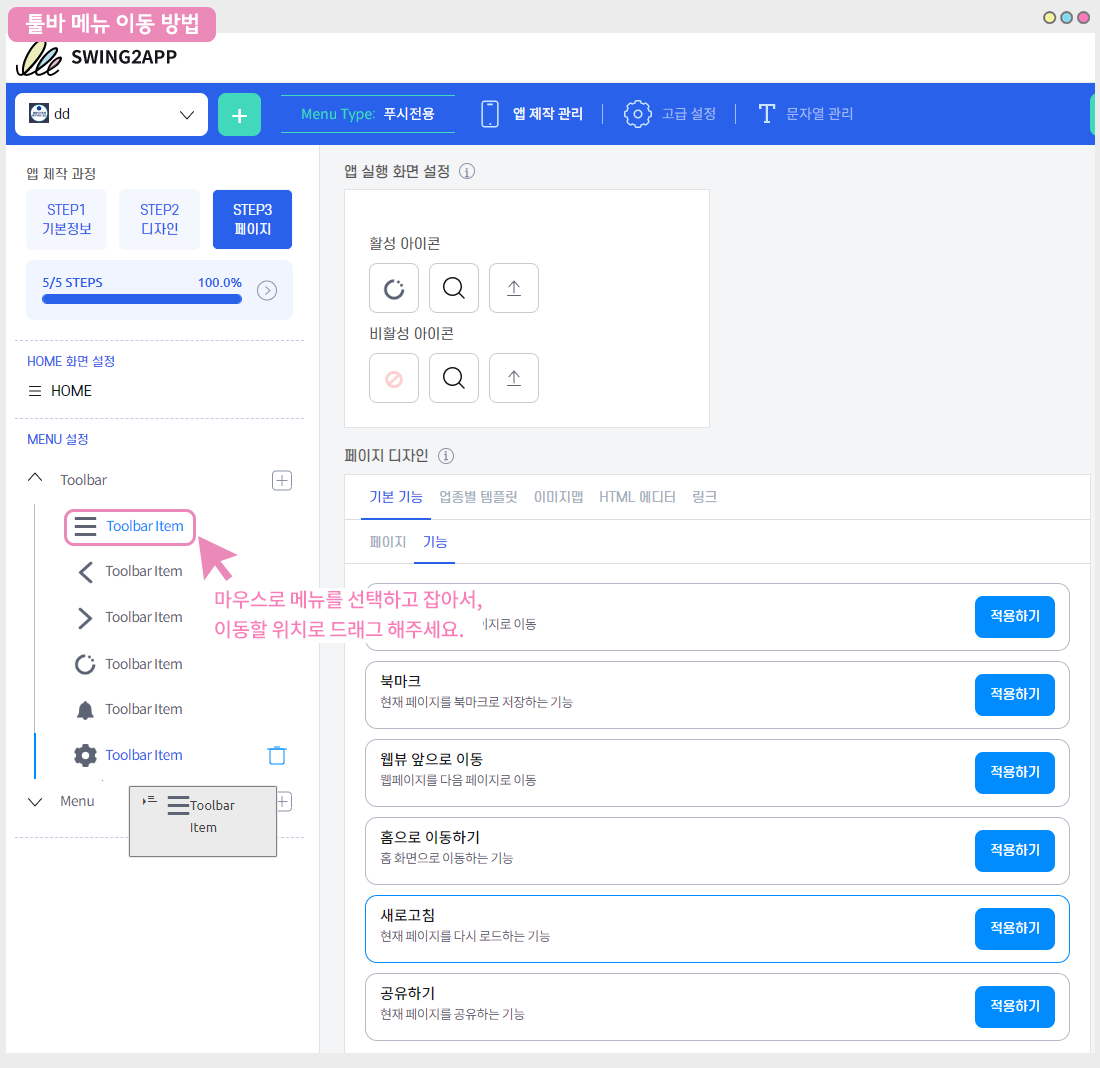 툴바 메뉴 이동 방법
SWING2APP
dd
+
Menu Type: 푸시전용
앱 제작 관리
고급 설정
문자열 관리
앱 제작 과정
STEP1
기본정보
STEP2
디자인
STEP3
페이지
5/5 STEPS
100.0%
HOME 화면 설정
HOME
MENU 설정
Toolbar
Toolbar Item
Toolbar Item
Toolbar Item
Toolbar Item
Toolbar Item
Toolbar Item
Menu
Toolbar
Item
마우스로 메뉴를 선택하고 잡아서,
이동할 위치로 드래그 해주세요.
앱 실행 화면 설정
활성 아이콘
비활성 아이콘
페이지 디자인
기본 기능
업종별 템플릿
이미지맵
HTML 에디터
링크
페이지
기능
이지로 이동
적용하기
북마크
현재 페이지를 북마크로 저장하는 기능
적용하기
웹뷰 앞으로 이동
웹페이지를 다음 페이지로 이동
적용하기
홈으로 이동하기
홈 화면으로 이동하는 기능
적용하기
새로고침
현재 페이지를 다시 로드하는 기능
적용하기
공유하기
현재 페이지를 공유하는 기능
적용하기